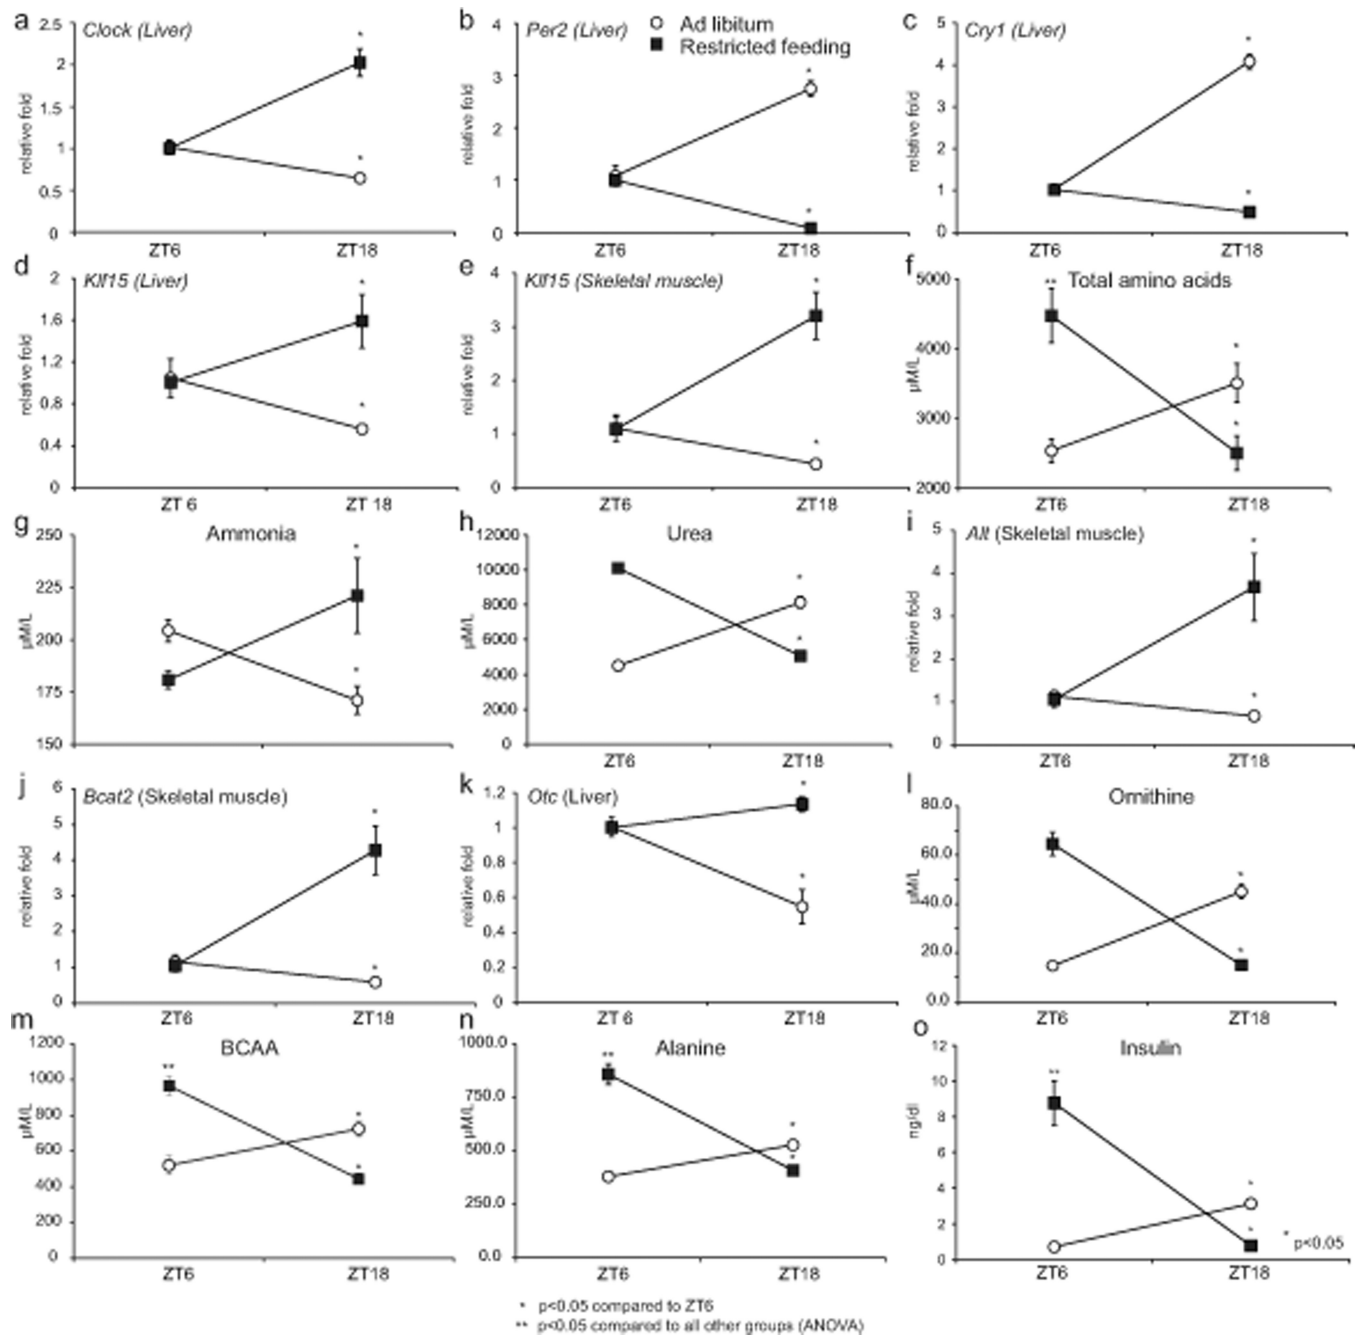 a
Clock (Liver)
relative fold
2.5
2
1.5
1
0.5
0
ZT6
ZT18
*
*
b
Per2 (Liver)
Ad libitum
Restricted feeding
relative fold
4
3
2
1
0
ZT6
ZT18
*
*
c
Cry1 (Liver)
relative fold
5
4
3
2
1
0
ZT6
ZT18
*
*
d
Klf15 (Liver)
relative fold
2
1.6
1.2
0.8
0.4
0
ZT 6
ZT 18
*
*
e
Klf15 (Skeletal muscle)
relative fold
4
3
2
1
0
ZT6
ZT18
*
*
f
Total amino acids
µM/L
5000
4000
3000
2000
ZT6
ZT18
**
*
*
g
Ammonia
µM/L
250
225
200
175
150
*
*
h
Urea
µM/L
12000
10000
8000
6000
4000
2000
0
ZT6
ZT18
*
*
i
Alt (Skeletal muscle)
relative fold
5
4
3
2
1
0
ZT6
ZT18
*
*
j
Bcat2 (Skeletal muscle)
relative fold
6
5
4
3
2
1
0
ZT6
ZT18
*
*
k
Otc (Liver)
relative fold
1.2
1
0.8
0.6
0.4
0.2
0
ZT 6
ZT18
*
*
l
Ornithine
µM/L
80.0
60.0
40.0
20.0
0.0
ZT6
ZT18
*
*
m
BCAA
µM/L
1200
1000
800
600
400
200
0
ZT6
ZT18
**
*
*
n
Alanine
µM/L
1000.0
750.0
500.0
250.0
0.0
ZT6
ZT18
**
*
*
o
Insulin
ng/dl
12
10
8
6
4
2
0
ZT6
ZT18
**
*
*
* p<0.05
* p<0.05 compared to ZT6
** p<0.05 compared to all other groups (ANOVA)